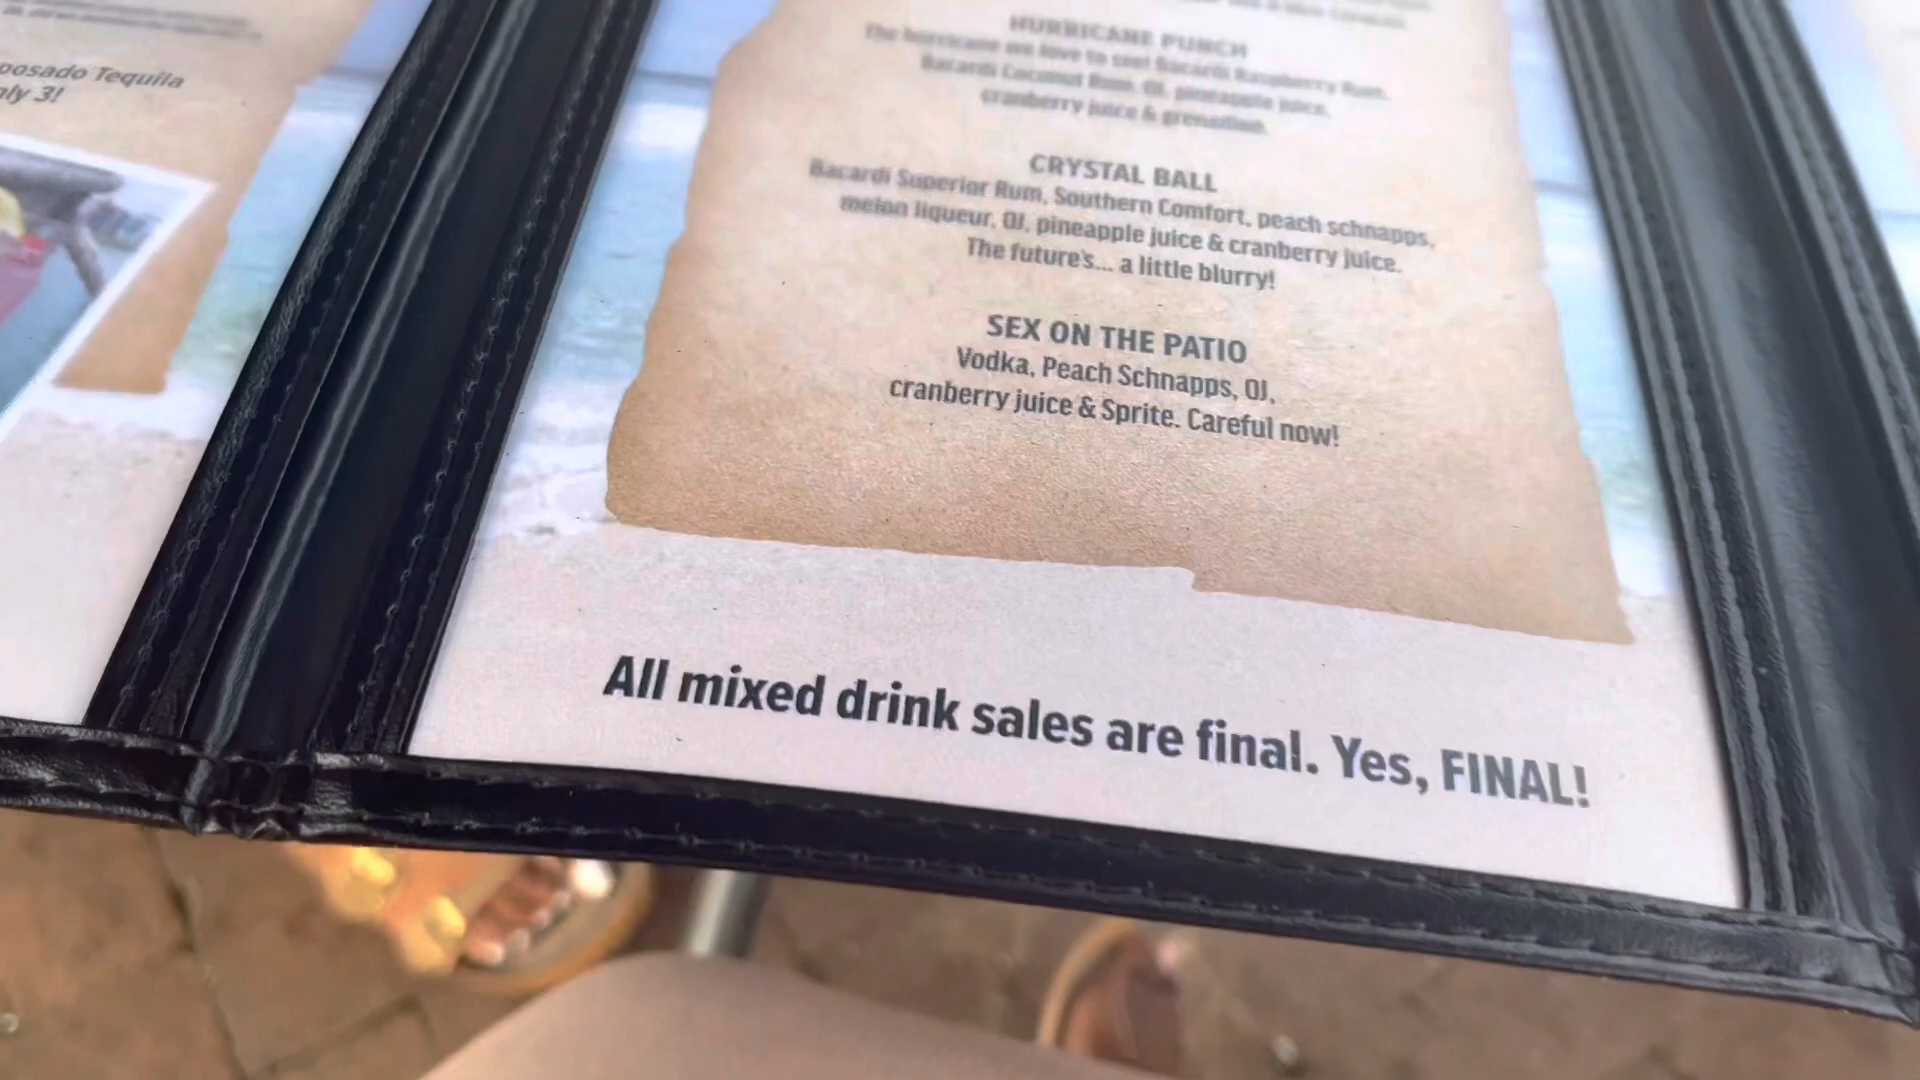 posado Tequila
nly 3!
HURRICANE PUNCH
The hurricane we love to see! Bacardi Raspberry Rum,
Bacardi Coconut Rum, OJ, pineapple juice,
cranberry juice & grenadine.
CRYSTAL BALL
Bacardi Superior Rum, Southern Comfort, peach schnapps,
melon liqueur, OJ, pineapple juice & cranberry juice.
The future's... a little blurry!
SEX ON THE PATIO
Vodka, Peach Schnapps, OJ,
cranberry juice & Sprite. Careful now!
All mixed drink sales are final. Yes, FINAL!